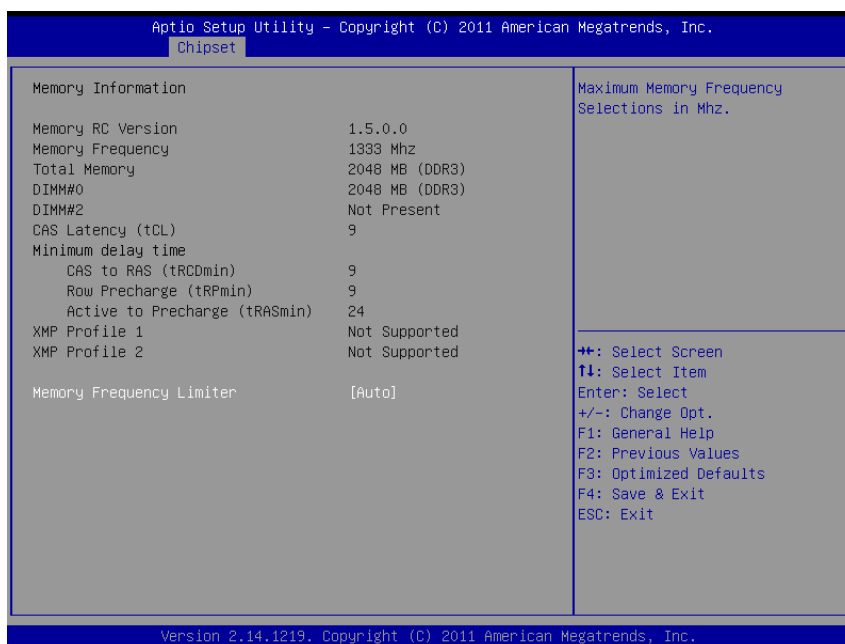 Aptio Setup Utility – Copyright (C) 2011 American Megatrends, Inc.
Chipset
Memory Information
Memory RC Version 1.5.0.0
Memory Frequency 1333 Mhz
Total Memory 2048 MB (DDR3)
DIMM#0 2048 MB (DDR3)
DIMM#2 Not Present
CAS Latency (tCL) 9
Minimum delay time
CAS to RAS (tRCDmin) 9
Row Precharge (tRPmin) 9
Active to Precharge (tRASmin) 24
XMP Profile 1 Not Supported
XMP Profile 2 Not Supported
Memory Frequency Limiter [Auto]
Maximum Memory Frequency
Selections in Mhz.
→←: Select Screen
↑↓: Select Item
Enter: Select
+/-: Change Opt.
F1: General Help
F2: Previous Values
F3: Optimized Defaults
F4: Save & Exit
ESC: Exit
Version 2.14.1219. Copyright (C) 2011 American Megatrends, Inc.